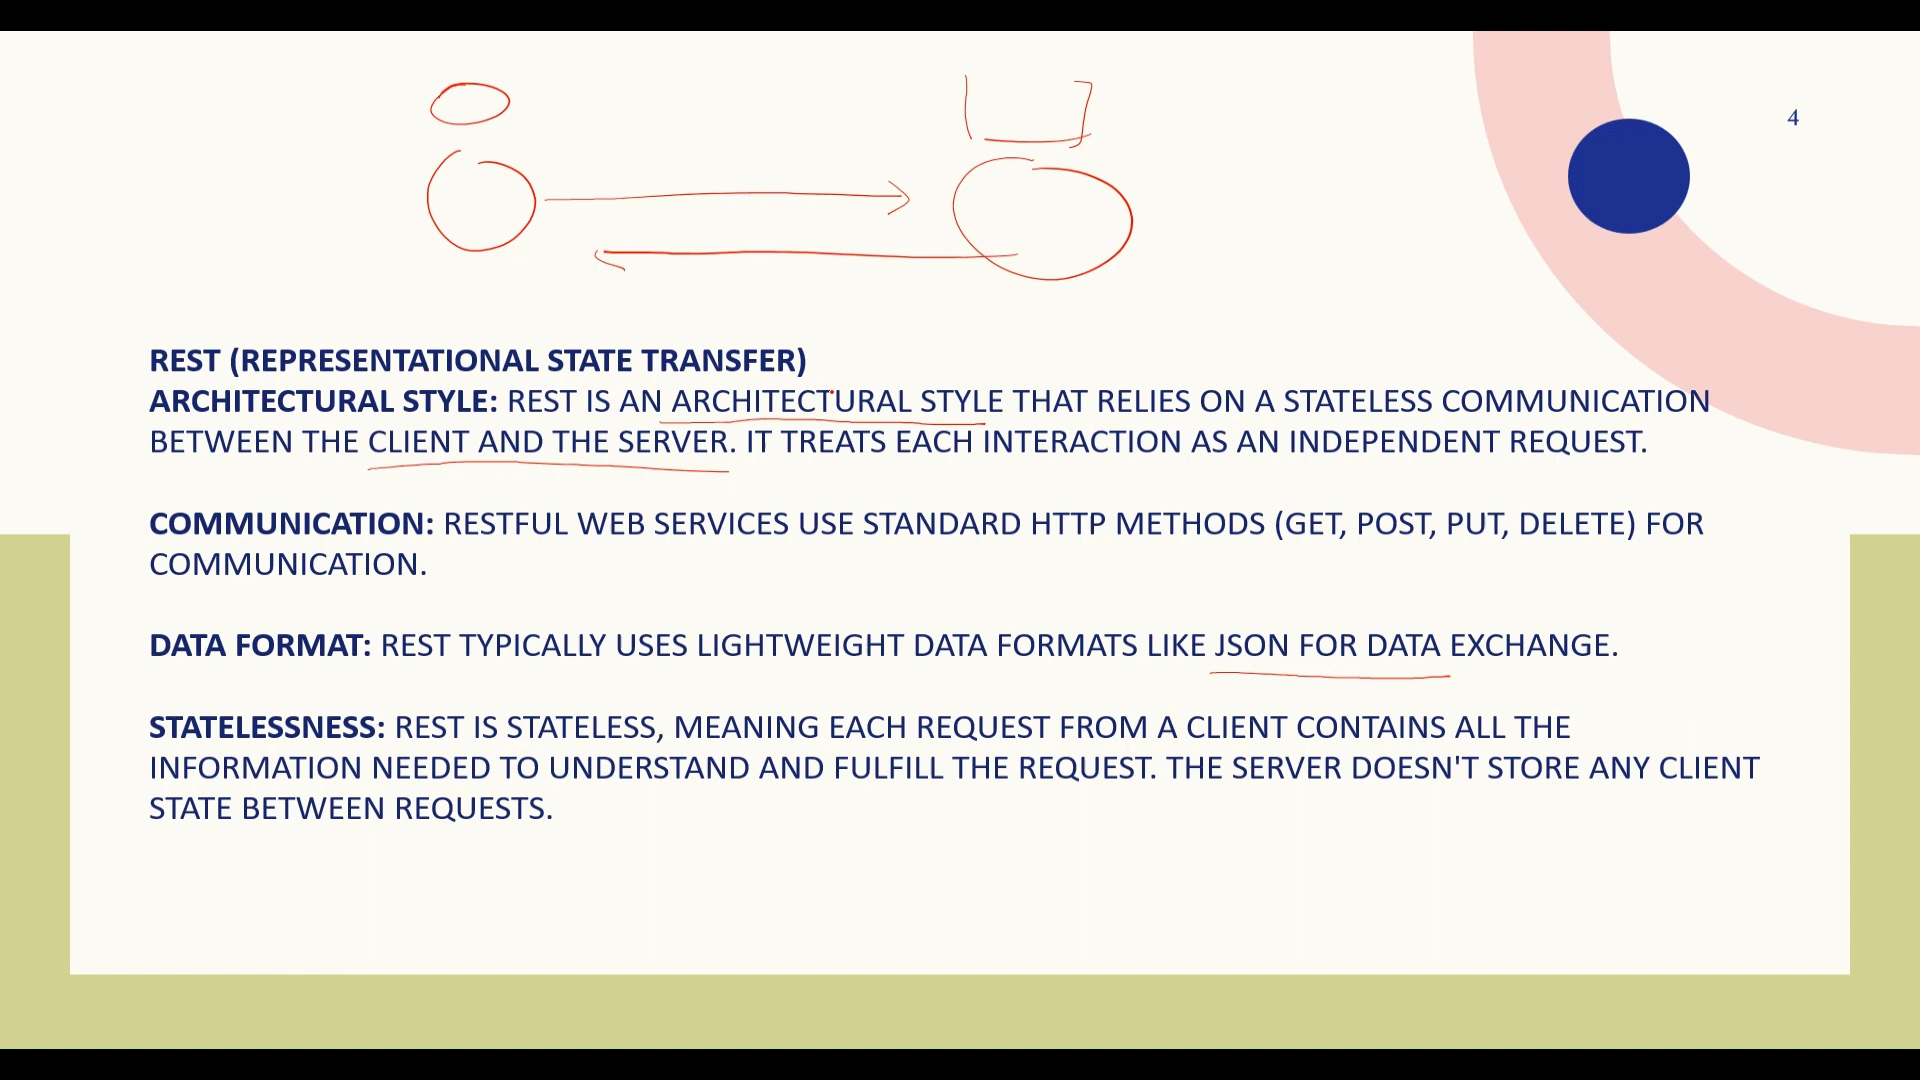 4
REST (REPRESENTATIONAL STATE TRANSFER)
ARCHITECTURAL STYLE: REST IS AN ARCHITECTURAL STYLE THAT RELIES ON A STATELESS COMMUNICATION
BETWEEN THE CLIENT AND THE SERVER. IT TREATS EACH INTERACTION AS AN INDEPENDENT REQUEST.
COMMUNICATION: RESTFUL WEB SERVICES USE STANDARD HTTP METHODS (GET, POST, PUT, DELETE) FOR
COMMUNICATION.
DATA FORMAT: REST TYPICALLY USES LIGHTWEIGHT DATA FORMATS LIKE JSON FOR DATA EXCHANGE.
STATELESSNESS: REST IS STATELESS, MEANING EACH REQUEST FROM A CLIENT CONTAINS ALL THE
INFORMATION NEEDED TO UNDERSTAND AND FULFILL THE REQUEST. THE SERVER DOESN'T STORE ANY CLIENT
STATE BETWEEN REQUESTS.